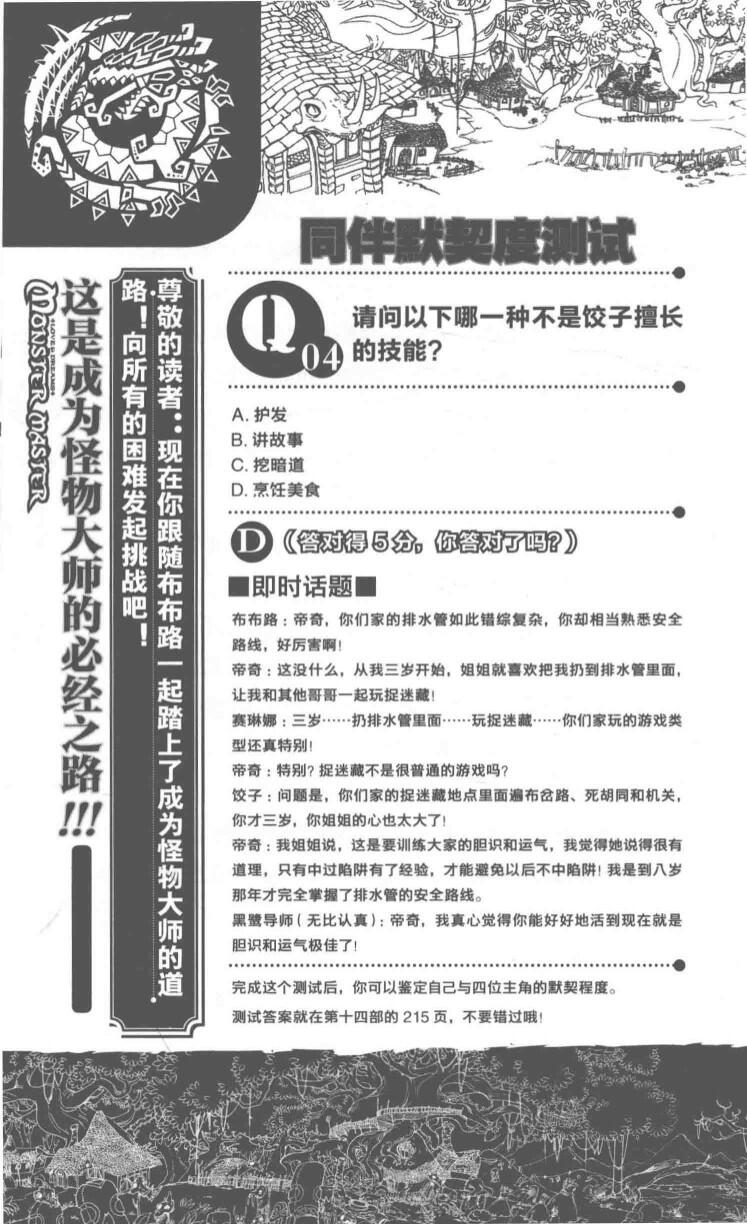 同伴默契度测试
Q04
请问以下哪一种不是饺子擅长
的技能？
A. 护发
B. 讲故事
C. 挖暗道
D. 烹饪美食
D（答对得5分，你答对了吗？）
■即时话题■
布布路：帝奇，你们家的排水管如此错综复杂，你却相当熟悉安全
路线，好厉害啊！
帝奇：这没什么，从我三岁开始，姐姐就喜欢把我扔到排水管里面，
让我和其他哥哥一起玩捉迷藏！
赛琳娜：三岁……扔排水管里面……玩捉迷藏……你们家玩的游戏类
型还真特别！
帝奇：特别？捉迷藏不是很普通的游戏吗？
饺子：问题是，你们家的捉迷藏地点里面遍布岔路、死胡同和机关，
你才三岁，你姐姐的心也太大了！
帝奇：我姐姐说，这是要训练大家的胆识和运气，我觉得她说得很有
道理，只有中过陷阱有了经验，才能避免以后不中陷阱！我是到八岁
那年才完全掌握了排水管的安全路线。
黑鹭导师（无比认真）：帝奇，我真心觉得你能好好地活到现在就是
胆识和运气极佳了！
完成这个测试后，你可以鉴定自己与四位主角的默契程度。
测试答案就在第十四部的 215 页，不要错过哦！
尊敬的读者：现在你跟随布布路一起踏上了成为怪物大师的道
路！向所有的困难发起挑战吧！
这是成为怪物大师的必经之路!!!
LOVE & DREAMS
MONSTER MASTER